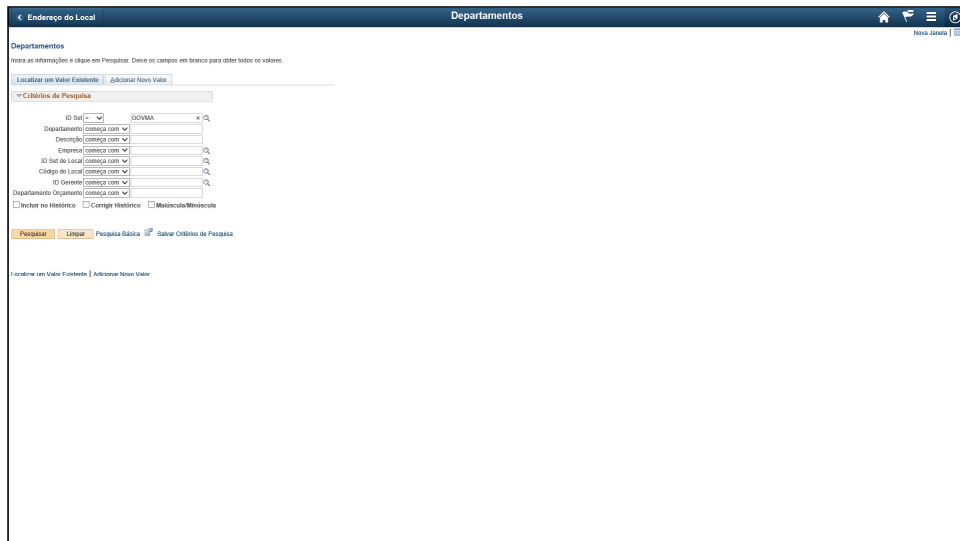 Endereço do Local
Departamentos
Nova Janela |
Departamentos
Insira as informações e clique em Pesquisar. Deixe os campos em branco para obter todos os valores.
Localizar um Valor Existente Adicionar Novo Valor
Critérios de Pesquisa
ID Set = GOVMA ×
Departamento começa com
Descrição começa com
Empresa começa com
ID Set de Local começa com
Código do Local começa com
ID Gerente começa com
Departamento Orçamento começa com
Incluir no Histórico Corrigir Histórico Maiúscula/Minúscula
Pesquisar Limpar Pesquisa Básica Salvar Critérios de Pesquisa
Localizar um Valor Existente | Adicionar Novo Valor